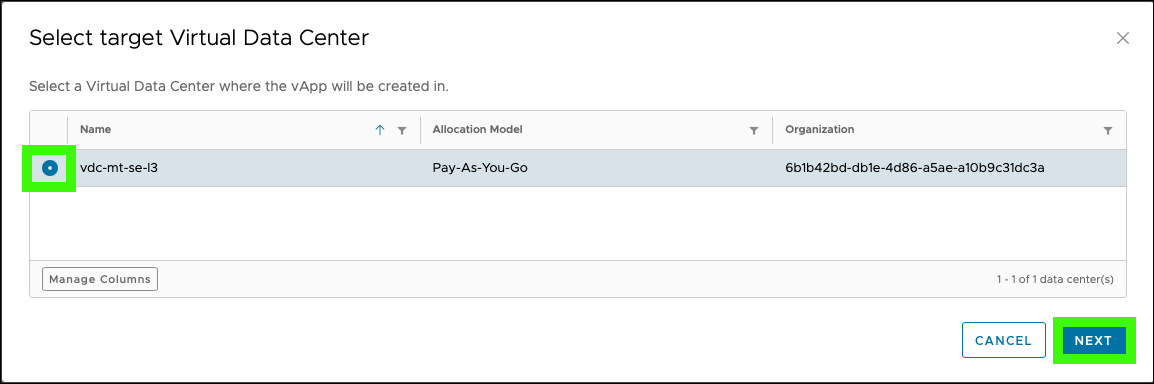 Select target Virtual Data Center
Select a Virtual Data Center where the vApp will be created in.
Name Allocation Model Organization
vdc-mt-se-l3 Pay-As-You-Go 6b1b42bd-db1e-4d86-a5ae-a10b9c31dc3a
Manage Columns 1 - 1 of 1 data center(s)
CANCEL NEXT